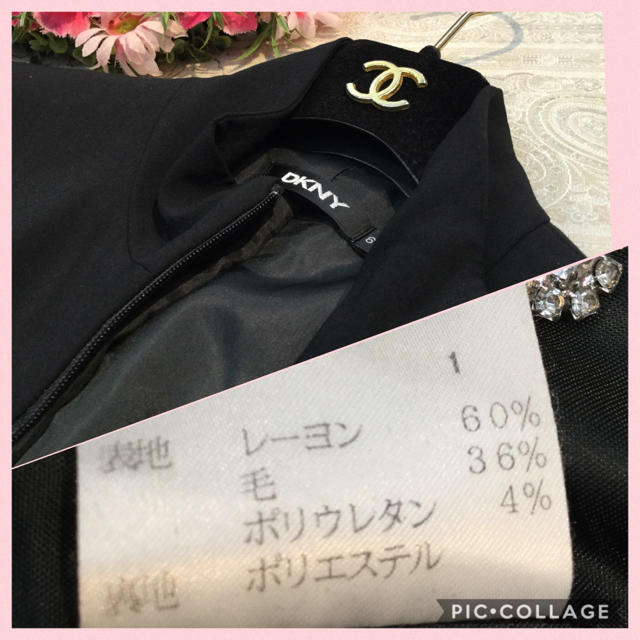 DKNY
6
1
表地 レーヨン 60%
毛 36%
ポリウレタン 4%
裏地 ポリエステル
PIC•COLLAGE